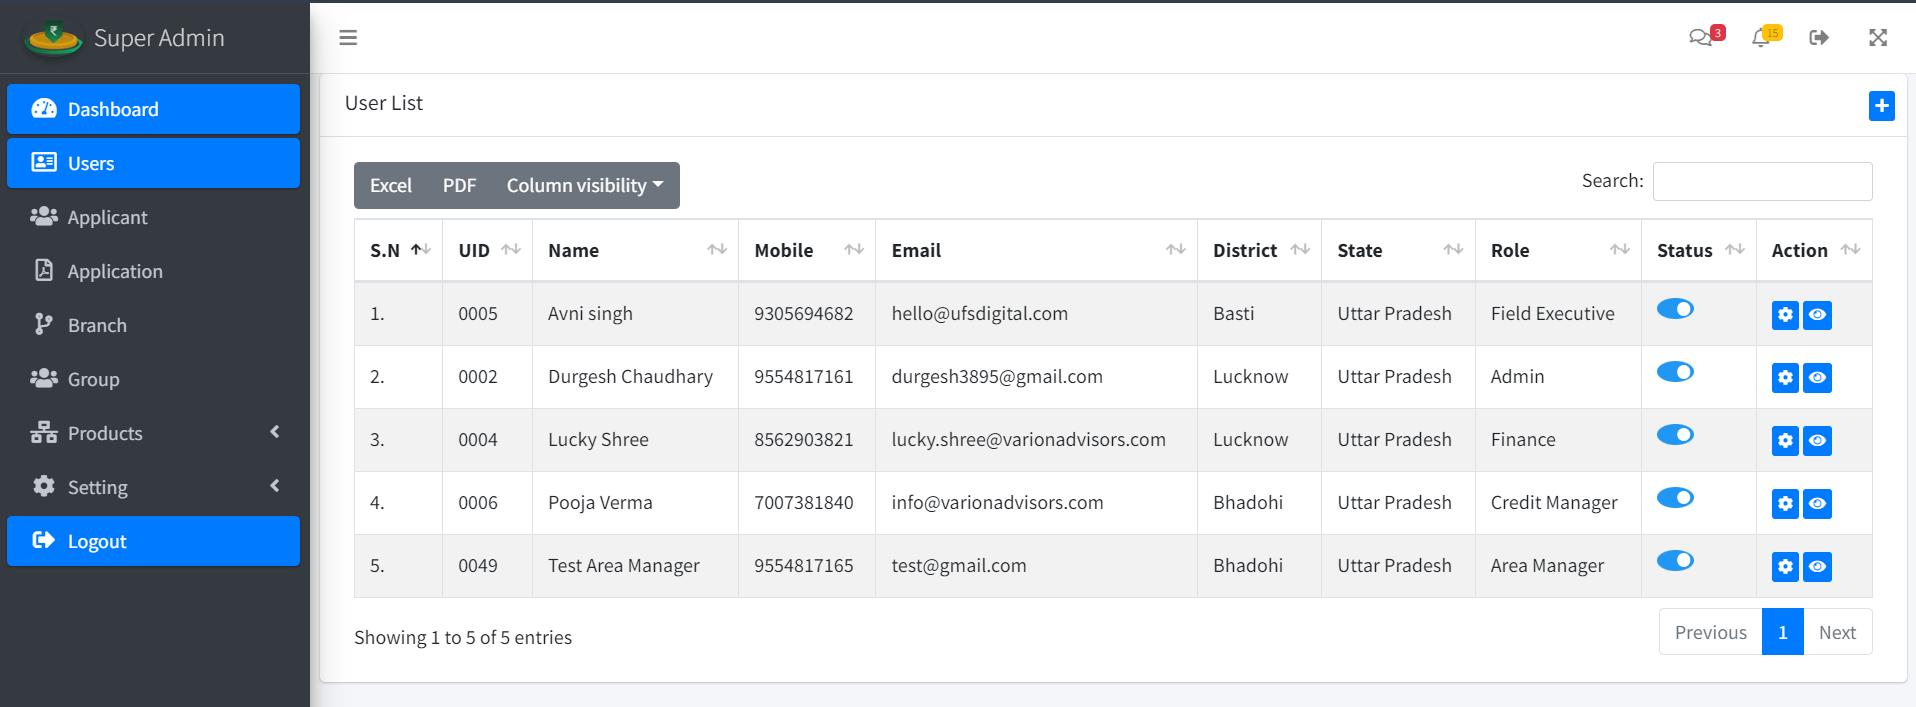 Super Admin
3
15
Dashboard
Users
Applicant
Application
Branch
Group
Products
Setting
Logout
User List
Excel PDF Column visibility
Search:
S.N UID Name Mobile Email District State Role Status Action
1. 0005 Avni singh 9305694682 hello@ufsdigital.com Basti Uttar Pradesh Field Executive
2. 0002 Durgesh Chaudhary 9554817161 durgesh3895@gmail.com Lucknow Uttar Pradesh Admin
3. 0004 Lucky Shree 8562903821 lucky.shree@varionadvisors.com Lucknow Uttar Pradesh Finance
4. 0006 Pooja Verma 7007381840 info@varionadvisors.com Bhadohi Uttar Pradesh Credit Manager
5. 0049 Test Area Manager 9554817165 test@gmail.com Bhadohi Uttar Pradesh Area Manager
Showing 1 to 5 of 5 entries
Previous 1 Next